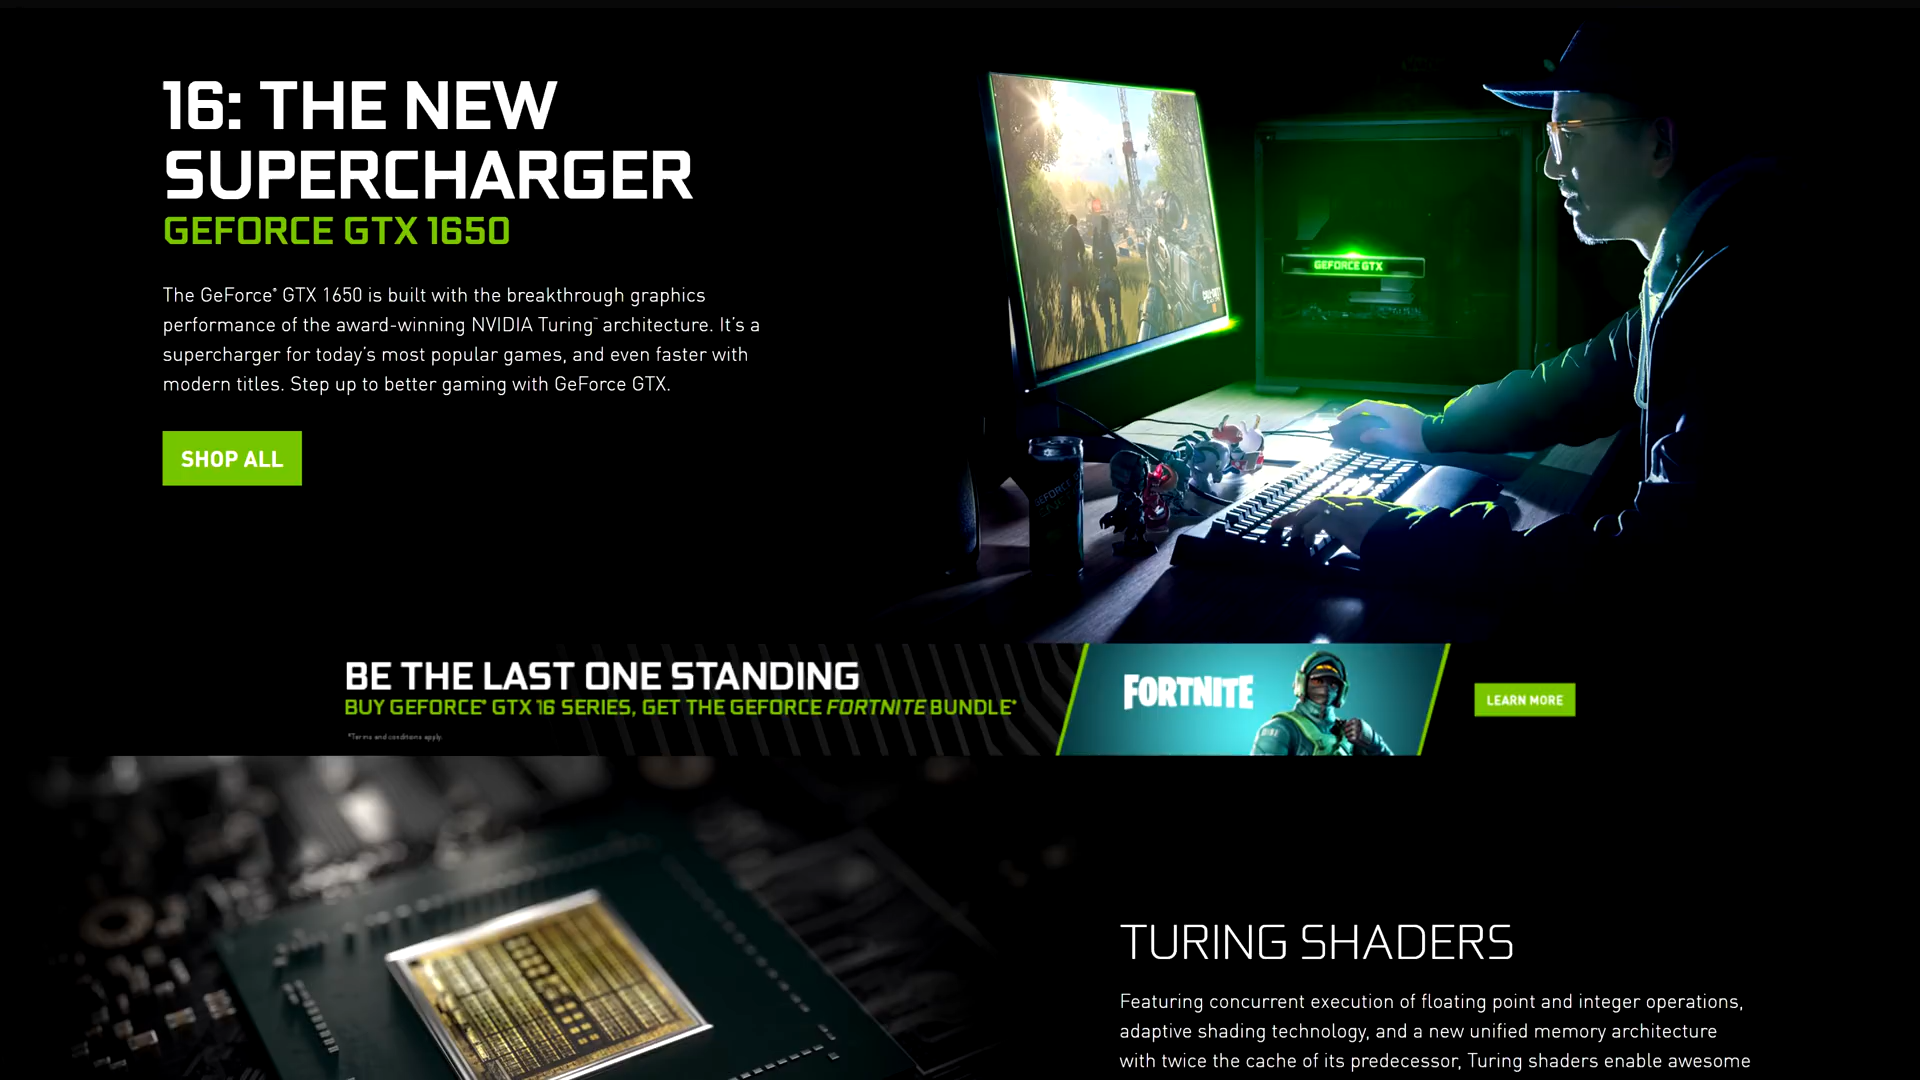 16: THE NEW
SUPERCHARGER
GEFORCE GTX 1650
The GeForce® GTX 1650 is built with the breakthrough graphics
performance of the award-winning NVIDIA Turing™ architecture. It's a
supercharger for today's most popular games, and even faster with
modern titles. Step up to better gaming with GeForce GTX.
SHOP ALL
GEFORCE GTX
GEFORCE
BE THE LAST ONE STANDING
BUY GEFORCE® GTX 16 SERIES, GET THE GEFORCE FORTNITE BUNDLE*
*Terms and conditions apply.
FORTNITE
LEARN MORE
TURING SHADERS
Featuring concurrent execution of floating point and integer operations,
adaptive shading technology, and a new unified memory architecture
with twice the cache of its predecessor, Turing shaders enable awesome